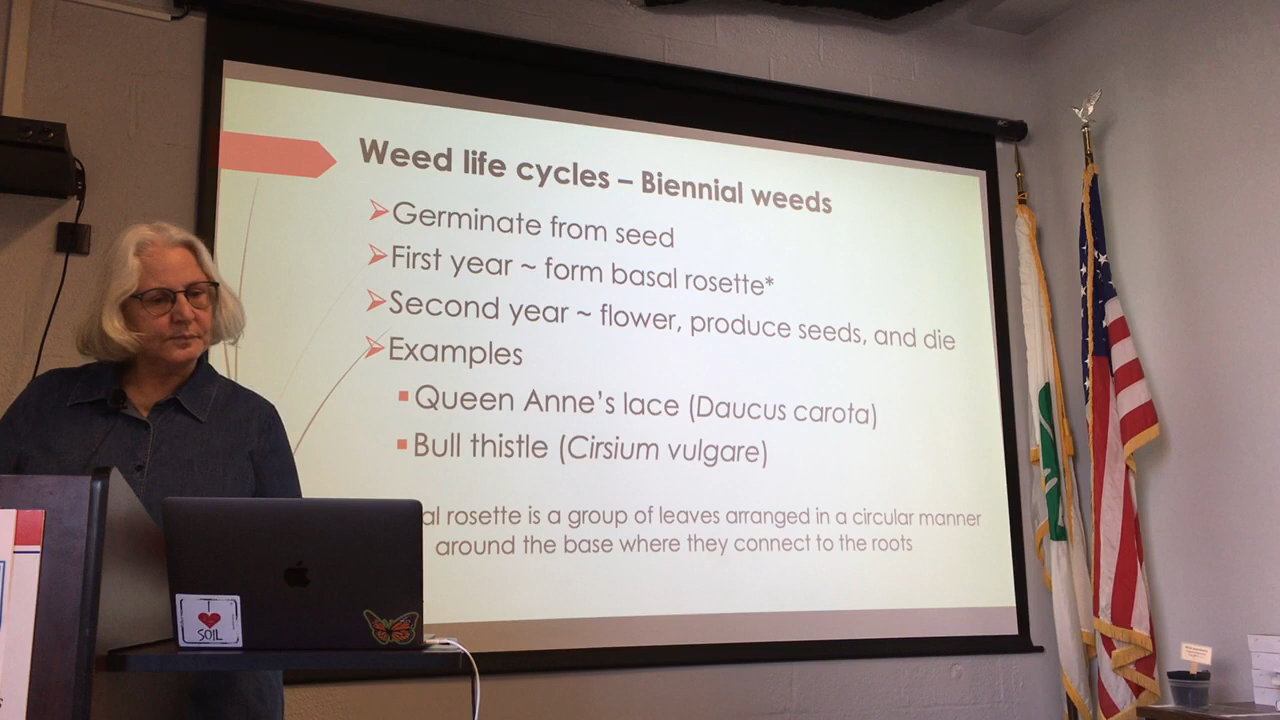 Weed life cycles – Biennial weeds
Germinate from seed
First year ~ form basal rosette*
Second year ~ flower, produce seeds, and die
Examples
Queen Anne's lace (Daucus carota)
Bull thistle (Cirsium vulgare)
rosette is a group of leaves arranged in a circular manner
around the base where they connect to the roots
I
SOIL